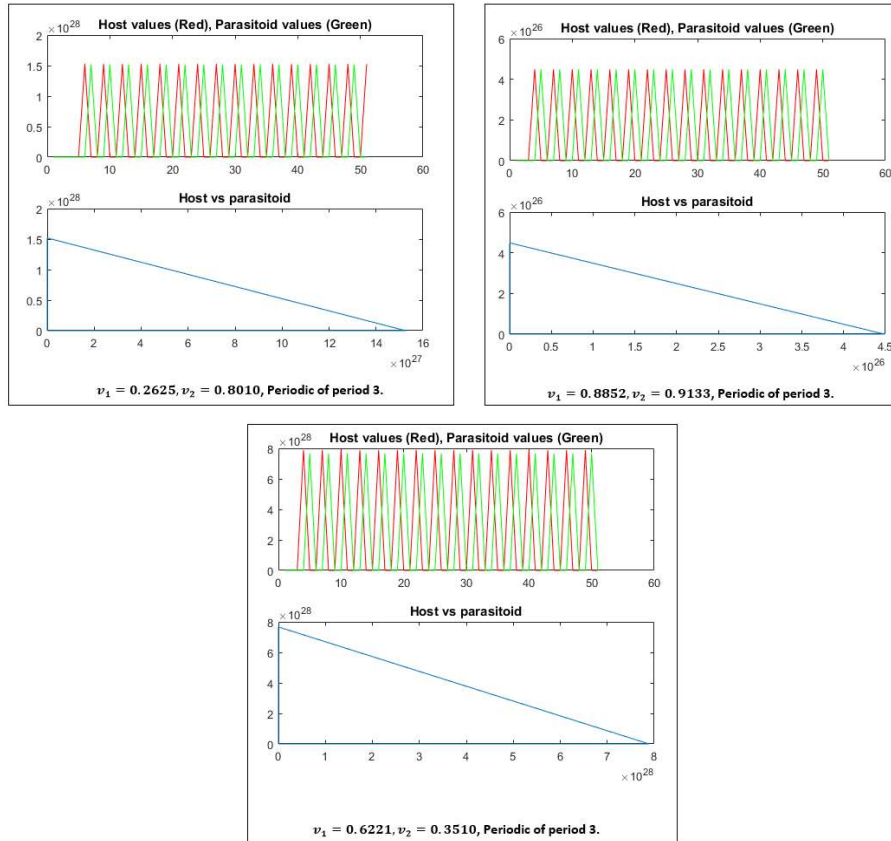 Host values (Red), Parasitoid values (Green)
×10^28
2
1.5
1
0.5
0
0 10 20 30 40 50 60
Host vs parasitoid
×10^28
2
1.5
1
0.5
0
0 2 4 6 8 10 12 14 16
×10^27
v₁ = 0.2625, v₂ = 0.8010, Periodic of period 3.
Host values (Red), Parasitoid values (Green)
×10^26
6
4
2
0
0 10 20 30 40 50 60
Host vs parasitoid
×10^26
6
4
2
0
0 0.5 1 1.5 2 2.5 3 3.5 4 4.5
×10^26
v₁ = 0.8852, v₂ = 0.9133, Periodic of period 3.
Host values (Red), Parasitoid values (Green)
×10^28
8
6
4
2
0
0 10 20 30 40 50 60
Host vs parasitoid
×10^28
8
6
4
2
0
0 1 2 3 4 5 6 7 8
×10^28
v₁ = 0.6221, v₂ = 0.3510, Periodic of period 3.